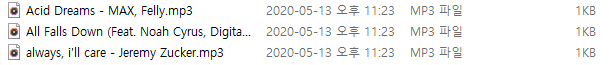 Acid Dreams - MAX, Felly.mp3 2020-05-13 오후 11:23 MP3 파일 1KB
All Falls Down (Feat. Noah Cyrus, Digita... 2020-05-13 오후 11:23 MP3 파일 1KB
always, i'll care - Jeremy Zucker.mp3 2020-05-13 오후 11:23 MP3 파일 1KB